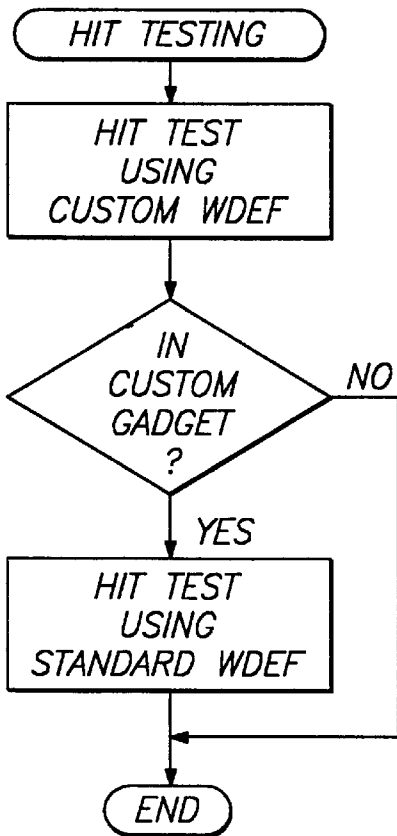 HIT TESTING
HIT TEST
USING
CUSTOM WDEF
IN
CUSTOM
GADGET
?
NO
YES
HIT TEST
USING
STANDARD WDEF
END